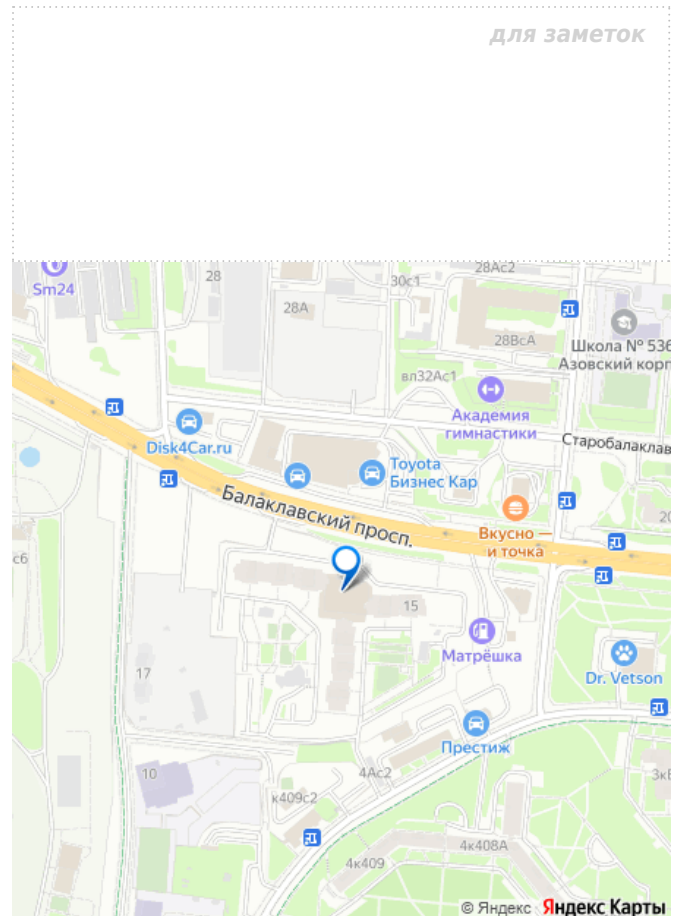 для заметок
28Ас2
Sm24
28
30с1
28А
28ВсА
Школа № 536
Азовский корп
вл32Ас1
Академия
гимнастики
Disk4Car.ru
Старобалаклав
Toyota
Бизнес Кар
Балаклавский просп.
20
Вкусно —
и точка
с6
15
Матрёшка
17
Dr. Vetson
Престиж
10
4Ас2
к409с2
4к408А
4к409
© Яндекс Яндекс Карты